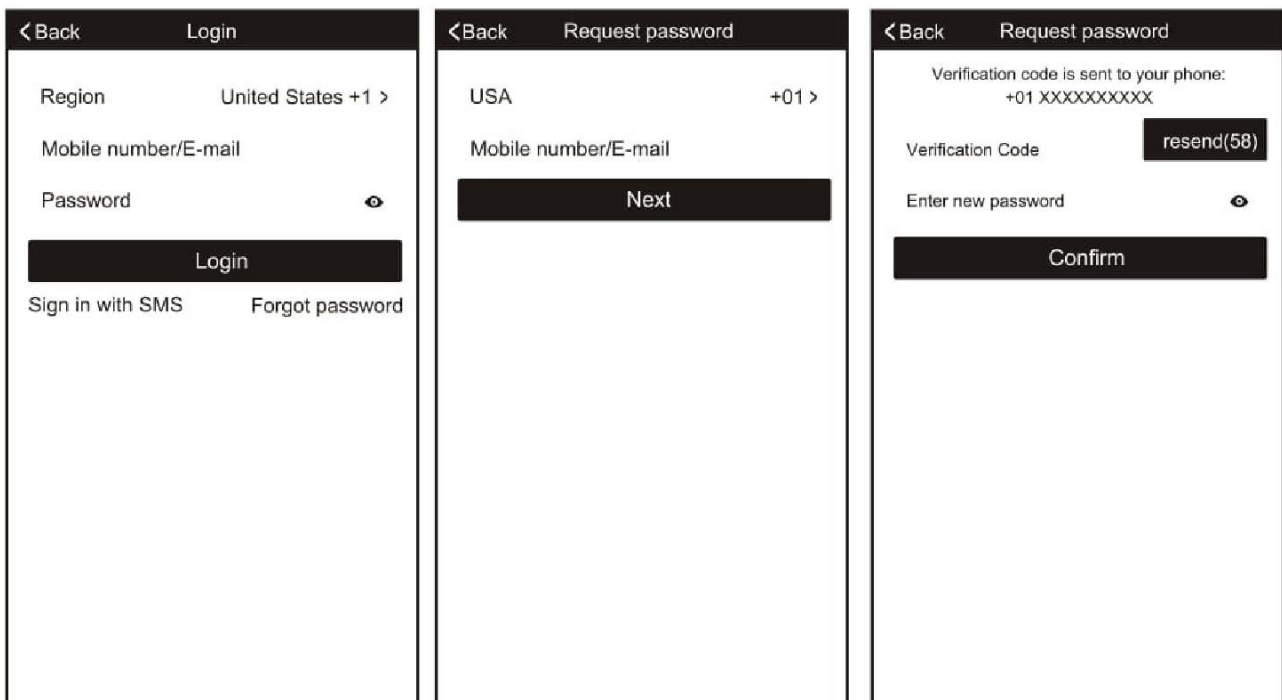 <Back Login
Region United States +1 >
Mobile number/E-mail
Password
Login
Sign in with SMS Forgot password
<Back Request password
USA +01 >
Mobile number/E-mail
Next
<Back Request password
Verification code is sent to your phone:
+01 XXXXXXXXXX
Verification Code resend(58)
Enter new password
Confirm